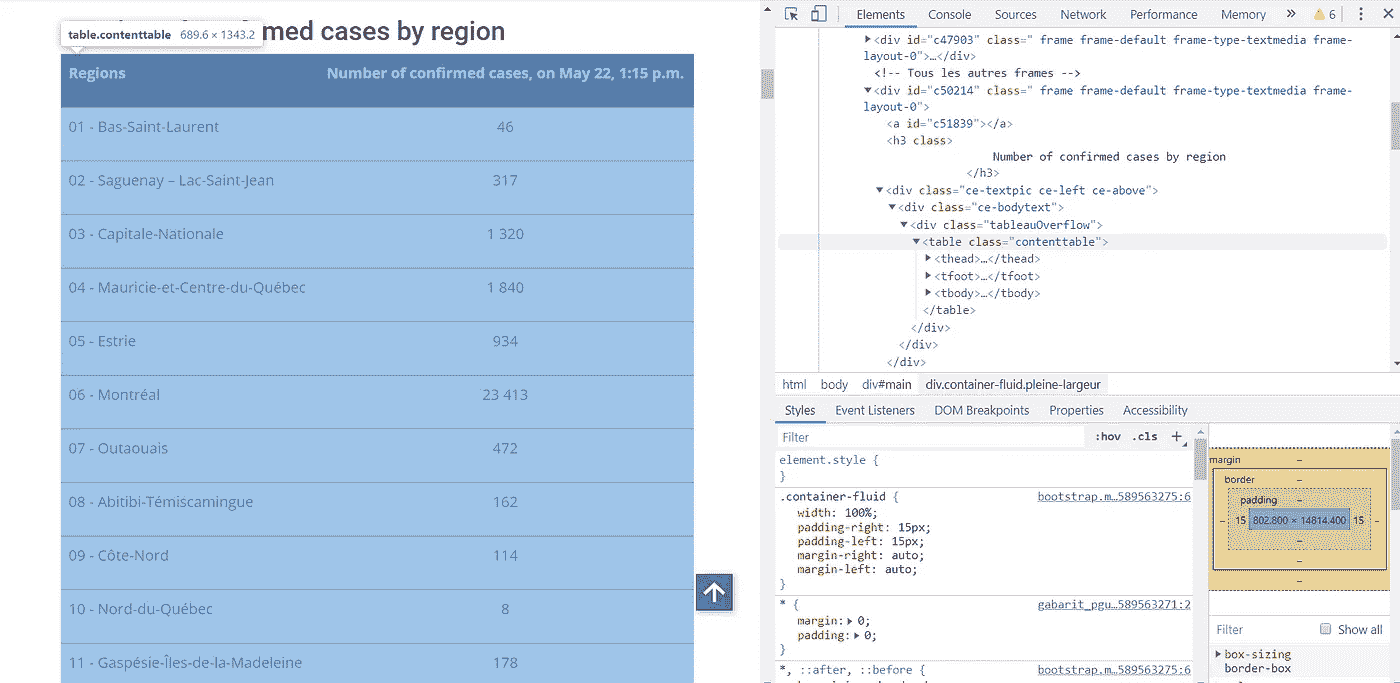 table.contenttable 689.6 × 1343.2
med cases by region
Regions Number of confirmed cases, on May 22, 1:15 p.m.
01 - Bas-Saint-Laurent 46
02 - Saguenay – Lac-Saint-Jean 317
03 - Capitale-Nationale 1 320
04 - Mauricie-et-Centre-du-Québec 1 840
05 - Estrie 934
06 - Montréal 23 413
07 - Outaouais 472
08 - Abitibi-Témiscamingue 162
09 - Côte-Nord 114
10 - Nord-du-Québec 8
11 - Gaspésie-Îles-de-la-Madeleine 178
Elements Console Sources Network Performance Memory » 6
<div id="c47903" class=" frame frame-default frame-type-textmedia frame-
layout-0">…</div>
<!-- Tous les autres frames -->
<div id="c50214" class=" frame frame-default frame-type-textmedia frame-
layout-0">
<a id="c51839"></a>
<h3 class>
Number of confirmed cases by region
</h3>
<div class="ce-textpic ce-left ce-above">
<div class="ce-bodytext">
<div class="tableauOverflow">
<table class="contenttable">
<thead>…</thead>
<tfoot>…</tfoot>
<tbody>…</tbody>
</table>
</div>
</div>
</div>
html body div#main div.container-fluid.pleine-largeur
Styles Event Listeners DOM Breakpoints Properties Accessibility
Filter :hov .cls +
element.style {
}
.container-fluid { bootstrap.m…589563275:6
width: 100%;
padding-right: 15px;
padding-left: 15px;
margin-right: auto;
margin-left: auto;
}
* { gabarit_pgu…589563271:2
margin: 0;
padding: 0;
}
*, ::after, ::before { bootstrap.m…589563275:6
margin –
border –
padding –
– 15 802.800 × 14814.400 15 –
–
–
–
Filter Show all
box-sizing
border-box